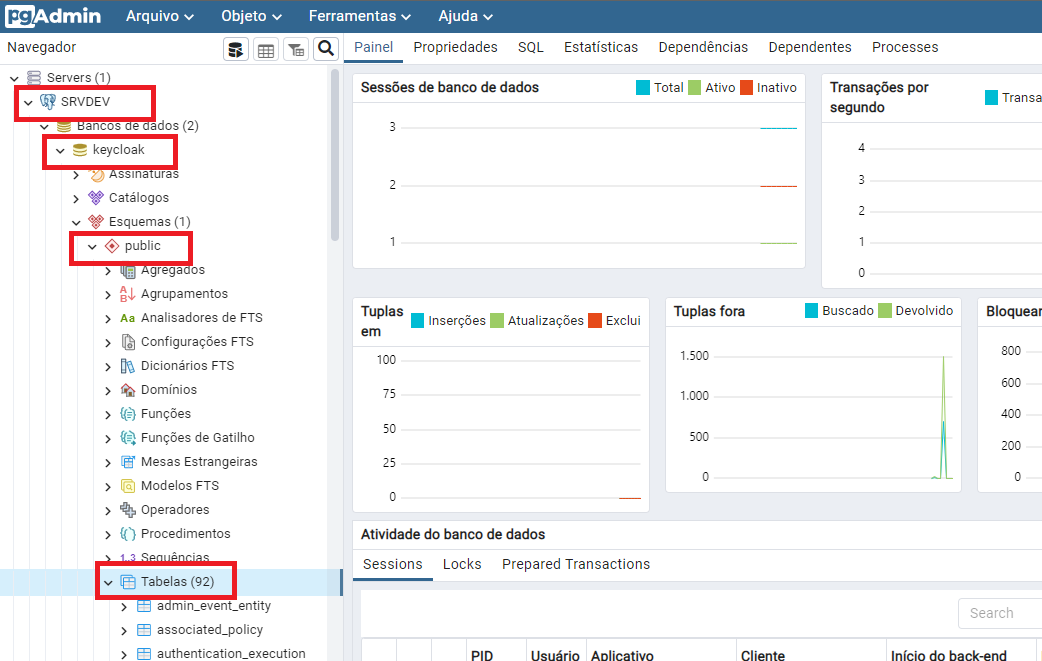 pgAdmin Arquivo Objeto Ferramentas Ajuda
Navegador
Painel Propriedades SQL Estatísticas Dependências Dependentes Processes
Servers (1)
SRVDEV
Bancos de dados (2)
keycloak
Assinaturas
Catálogos
Esquemas (1)
public
Agregados
Agrupamentos
Aa Analisadores de FTS
Configurações FTS
Dicionários FTS
Domínios
Funções
Funções de Gatilho
Mesas Estrangeiras
Modelos FTS
Operadores
Procedimentos
1..3 Sequências
Tabelas (92)
admin_event_entity
associated_policy
authentication_execution
Sessões de banco de dados
Total Ativo Inativo
3
2
1
Transações por
segundo
Transa
4
3
2
1
0
Tuplas
em
Inserções Atualizações Exclui
100
75
50
25
0
Tuplas fora
Buscado Devolvido
1.500
1.000
500
0
Bloquear
800
600
400
200
0
Atividade do banco de dados
Sessions Locks Prepared Transactions
Search
PID Usuário Aplicativo Cliente Início do back-end